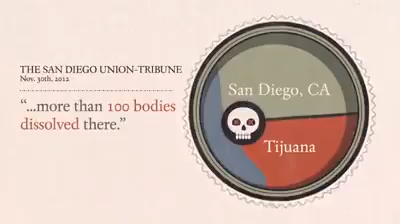 THE SAN DIEGO UNION-TRIBUNE
Nov. 30th, 2012
“...more than 100 bodies
dissolved there.”
San Diego, CA
Tijuana